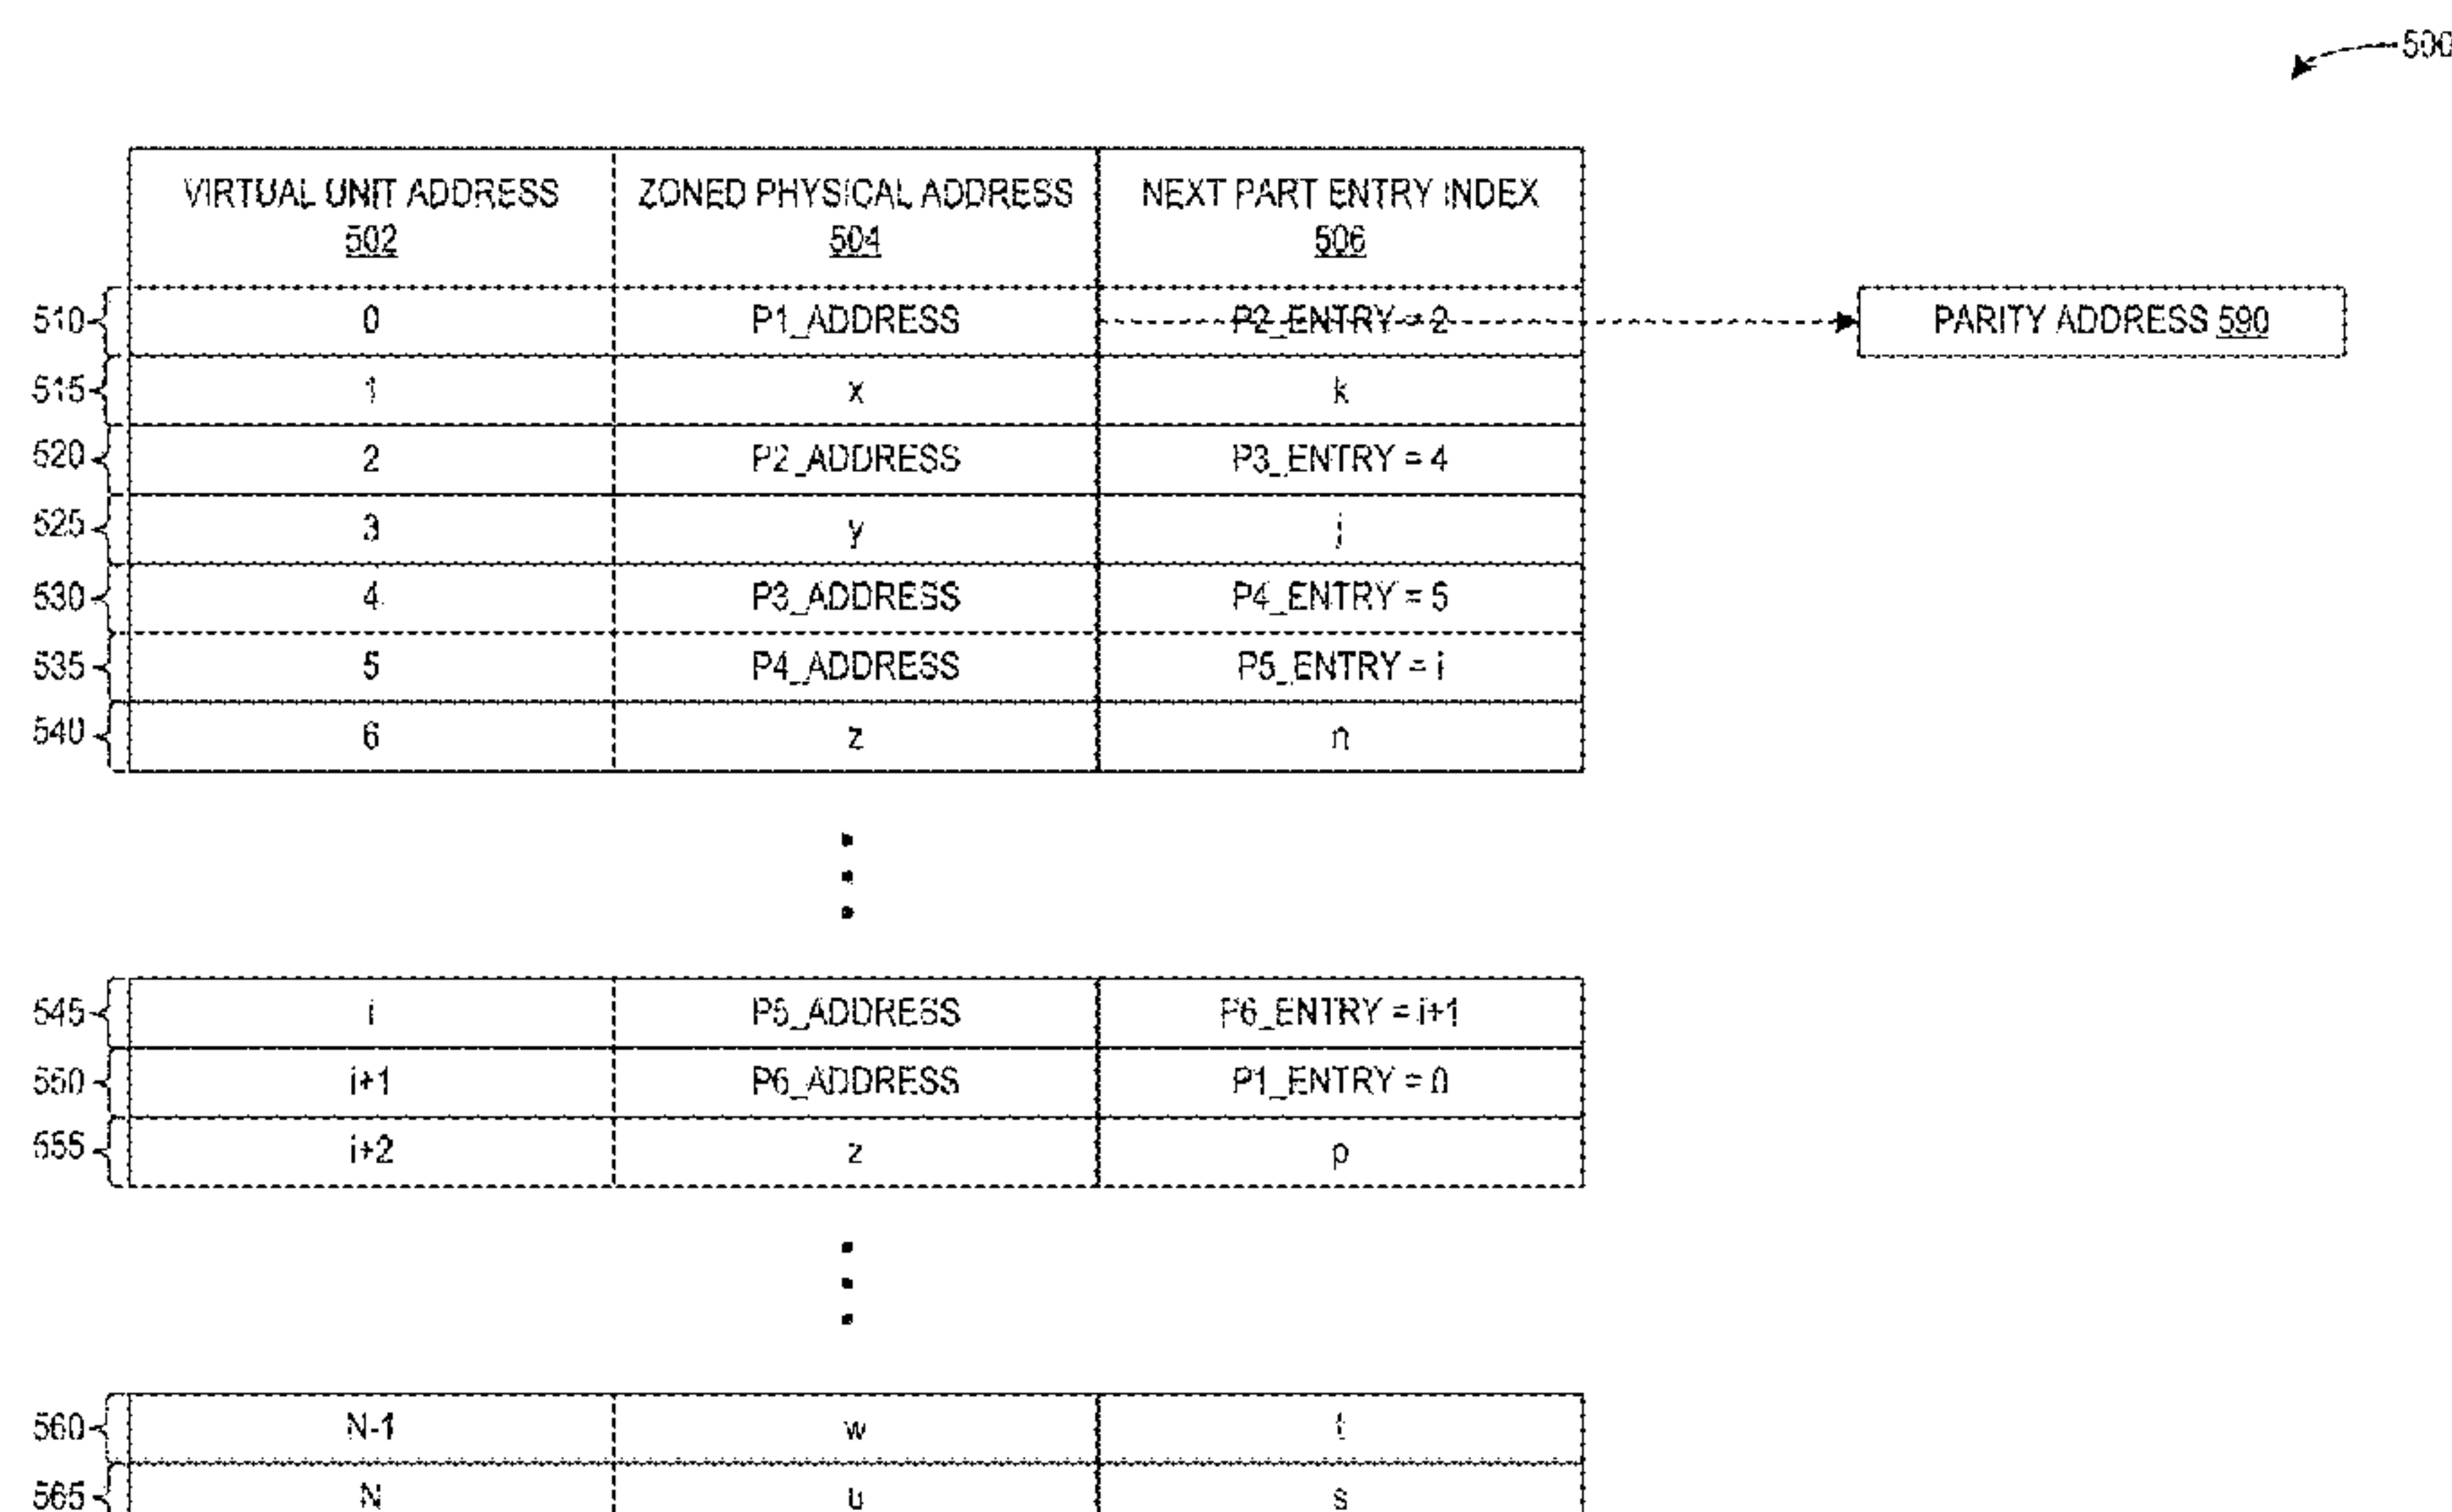 500
VIRTUAL UNIT ADDRESS ZONED PHYSICAL ADDRESS NEXT PART ENTRY INDEX
502 504 506
510 0 P1_ADDRESS P2_ENTRY = 2 PARITY ADDRESS 590
515 1 x k
520 2 P2_ADDRESS P3_ENTRY = 4
525 3 y j
530 4 P3_ADDRESS P4_ENTRY = 5
535 5 P4_ADDRESS P5_ENTRY = i
540 6 z n
545 i P5_ADDRESS P6_ENTRY = i+1
550 i+1 P6_ADDRESS P1_ENTRY = 0
555 i+2 z p
560 N-1 w t
565 N u s